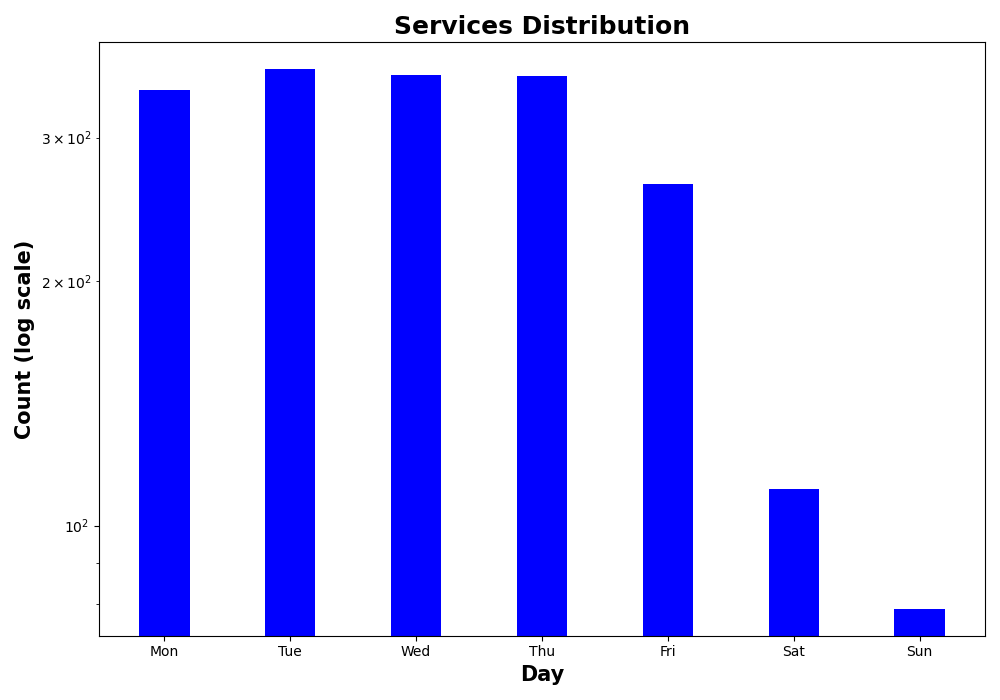 Services Distribution
Count (log scale)
3 × 10²
2 × 10²
10²
Mon Tue Wed Thu Fri Sat Sun
Day